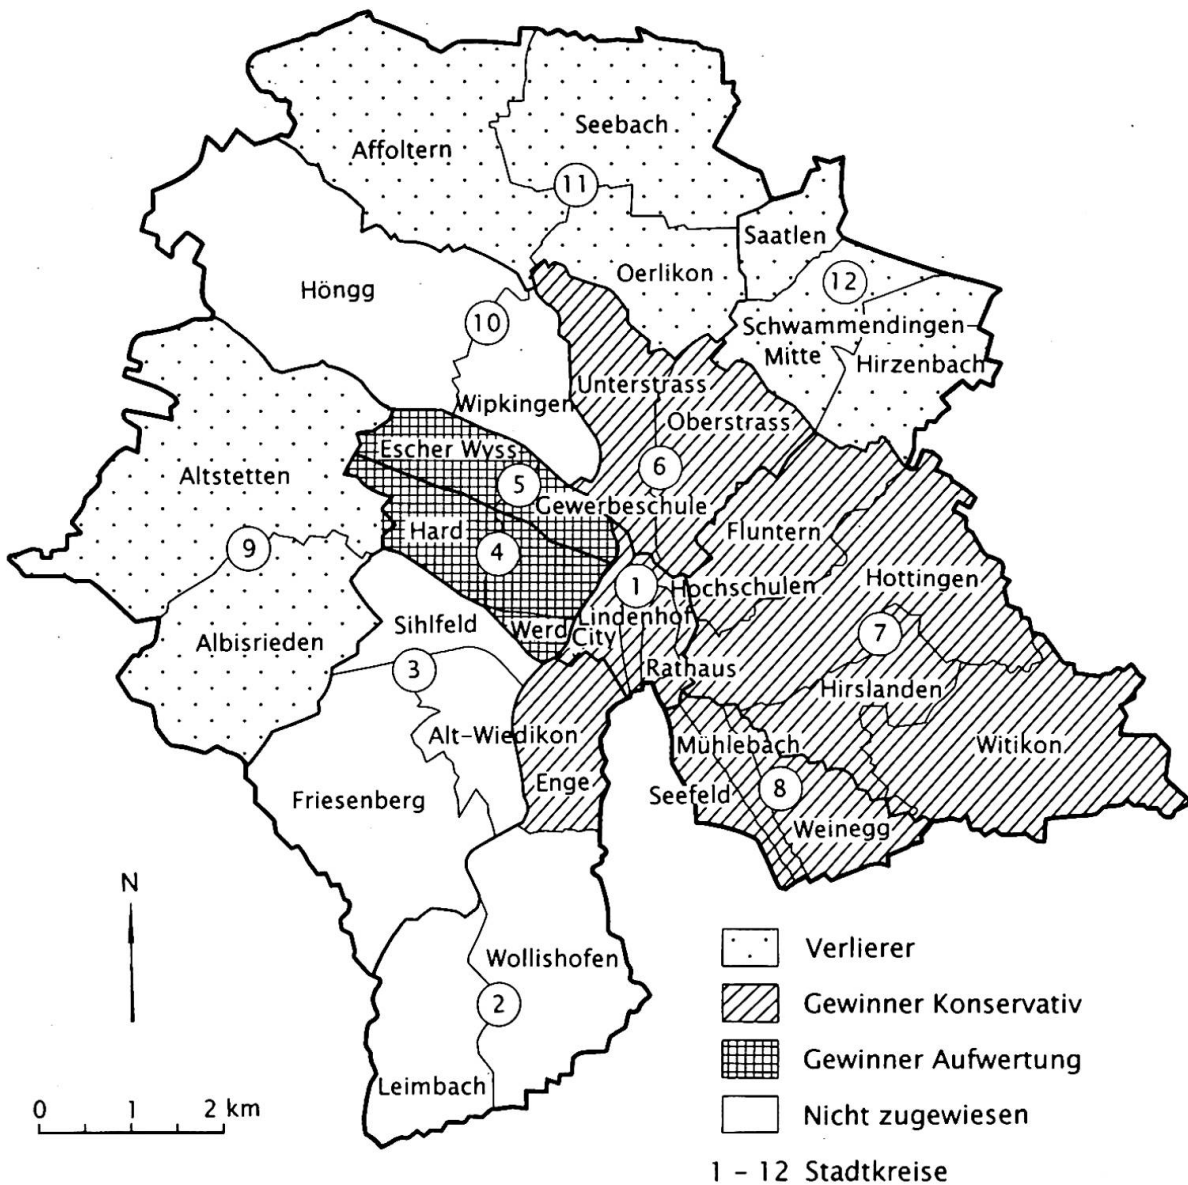 Seebach
Affoltern
11
Saatlen
Oerlikon
12
Höngg
10
Schwammendingen
Mitte
Hirzenbach
Unterstrass
Wipkingen
Oberstrass
Escher Wyss
6
Altstetten
5
Gewerbeschule
Hard
Fluntern
9
4
Hottingen
1
Hochschulen
Lindenhof
Sihlfeld
Werd
City
7
Albisrieden
3
Rathaus
Hirslanden
Alt-Wiedikon
Mühlebach
Witikon
Enge
Seefeld
8
Friesenberg
Weinegg
N
Verlierer
Wollishofen
2
Gewinner Konservativ
Gewinner Aufwertung
Leimbach
0 1 2 km
Nicht zugewiesen
1 – 12 Stadtkreise